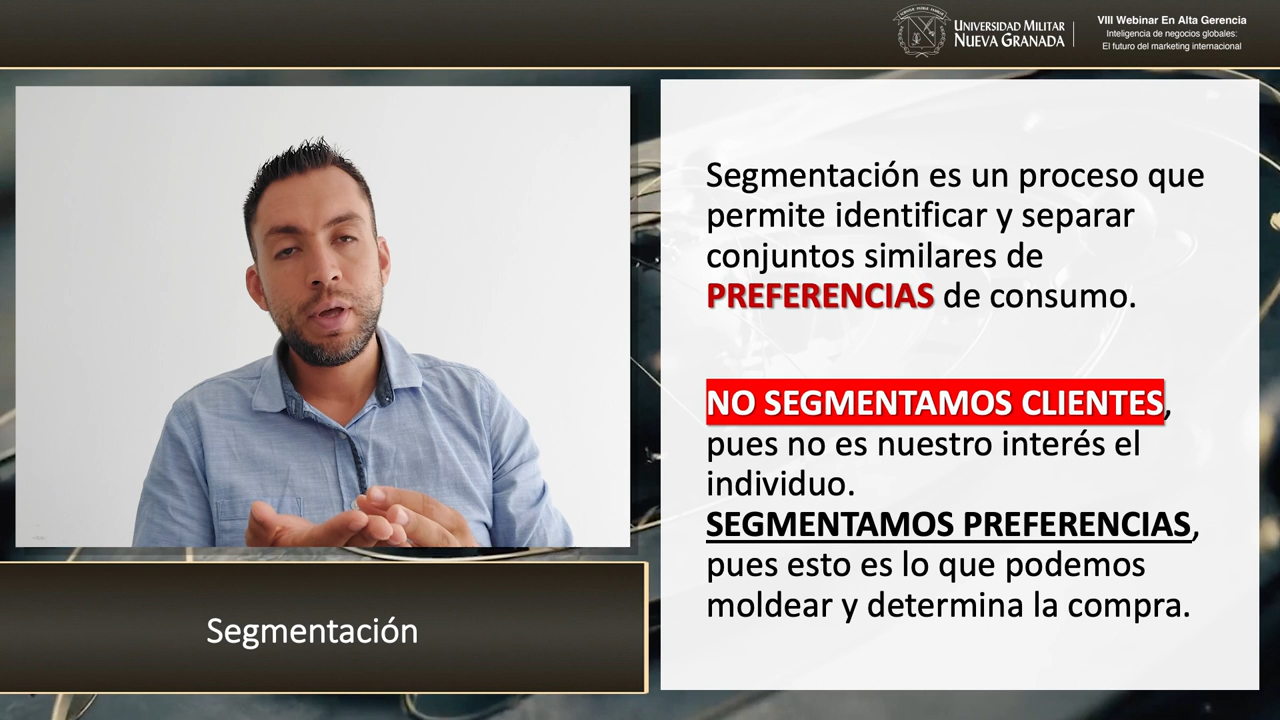 UNIVERSIDAD MILITAR
NUEVA GRANADA
VIII Webinar En Alta Gerencia
Inteligencia de negocios globales:
El futuro del marketing internacional
Segmentación es un proceso que
permite identificar y separar
conjuntos similares de
PREFERENCIAS de consumo.
NO SEGMENTAMOS CLIENTES,
pues no es nuestro interés el
individuo.
SEGMENTAMOS PREFERENCIAS,
pues esto es lo que podemos
moldear y determina la compra.
Segmentación